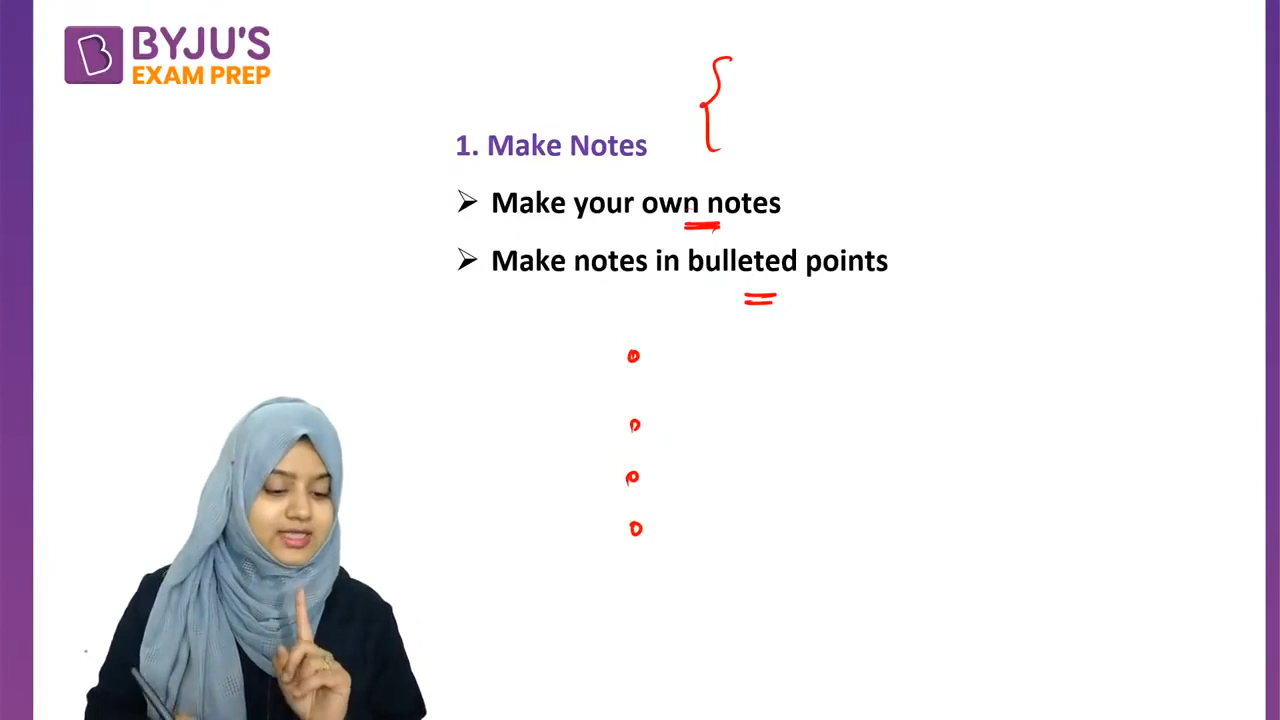 BYJU'S
EXAM PREP
1. Make Notes
Make your own notes
Make notes in bulleted points